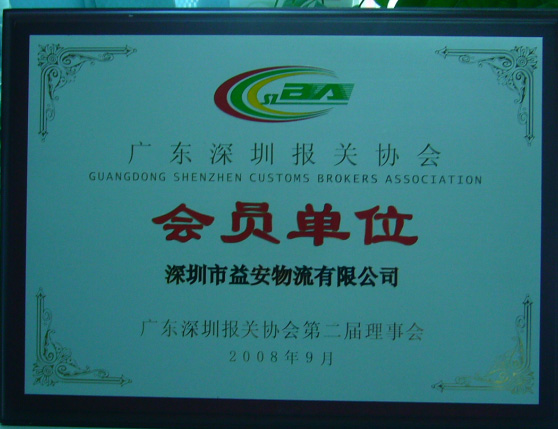 SZBA
广东深圳报关协会
GUANGDONG SHENZHEN CUSTOMS BROKERS ASSOCIATION
会员单位
深圳市益安物流有限公司
广东深圳报关协会第二届理事会
2008年9月